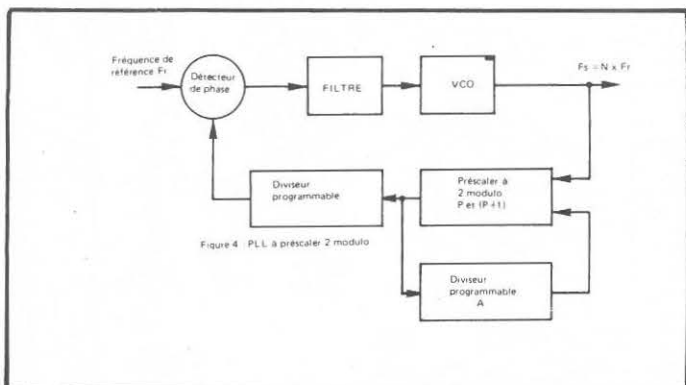 Fréquence de
référence Fr
Détecteur
de phase
FILTRE
VCO
Fs = N x Fr
Diviseur
programmable
Préscaler à
2 modulo
P et (P + 1)
Figure 4 PLL à préscaler 2 modulo
Diviseur
programmable
A